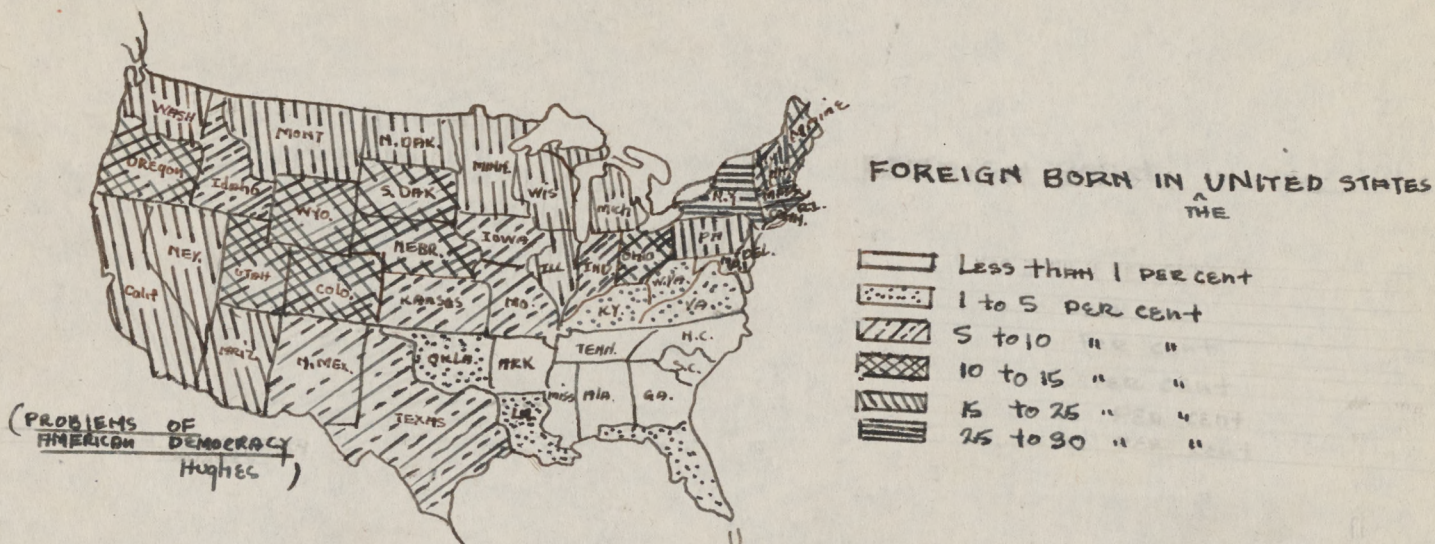 FOREIGN BORN IN THE UNITED STATES
Less than 1 PER cent
1 to 5 PER cent
5 to 10 " "
10 to 15 " "
15 to 25 " "
25 to 30 " "
(PROBLEMS OF
AMERICAN DEMOCRACY,
HugHES)
WASH
MONT
N. DAK.
MINN.
WIS
Mich
N.Y
Maine
OREGON
Idaho
WYO.
S. DAK
IOWA
NEBR.
ILL
IND
OHIO
PA
DEL.
MD.
NEV.
UTAH
COLO.
KANSAS
MO.
KY.
W.VA
VA
Calif
ARIZ
N. MEX.
OKLA.
ARK
TENN.
N.C.
S.C.
TEXAS
LA.
MISS
ALA.
GA.